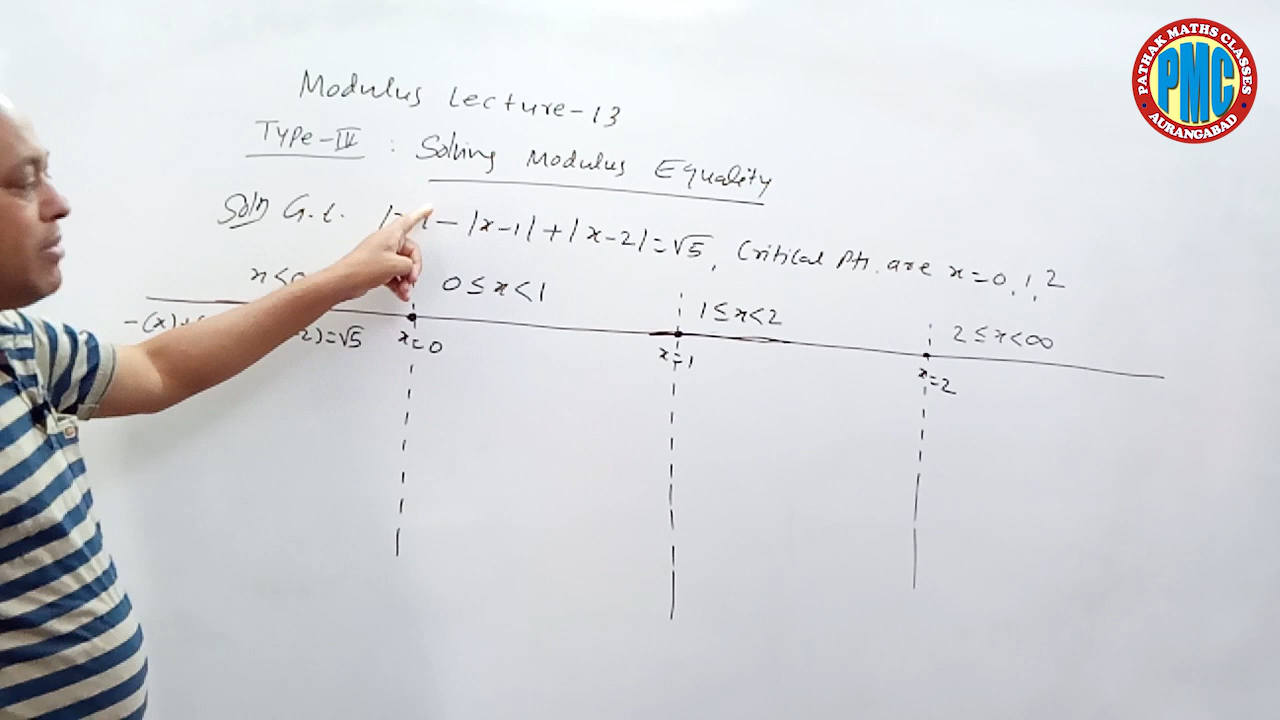 PATHAK MATHS CLASSES
PMC
AURANGABAD
Modulus Lecture-13
Type-IV : Solving Modulus Equality
Soln G.t. - |x-1| + |x-2| = √5, Critical Pts. are x=0, 1, 2
0 ≤ x < 1
1 ≤ x < 2
2 ≤ x < ∞
-(x)+ 2)=√5
x=0
x=1
x=2